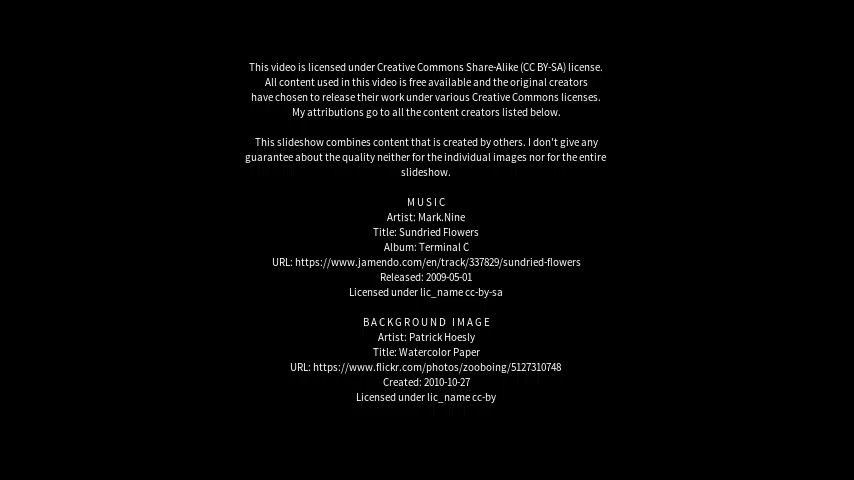 This video is licensed under Creative Commons Share-Alike (CC BY-SA) license.
All content used in this video is free available and the original creators
have chosen to release their work under various Creative Commons licenses.
My attributions go to all the content creators listed below.
This slideshow combines content that is created by others. I don't give any
guarantee about the quality neither for the individual images nor for the entire
slideshow.
M U S I C
Artist: Mark.Nine
Title: Sundried Flowers
Album: Terminal C
URL: https://www.jamendo.com/en/track/337829/sundried-flowers
Released: 2009-05-01
Licensed under lic_name cc-by-sa
B A C K G R O U N D   I M A G E
Artist: Patrick Hoesly
Title: Watercolor Paper
URL: https://www.flickr.com/photos/zooboing/5127310748
Created: 2010-10-27
Licensed under lic_name cc-by